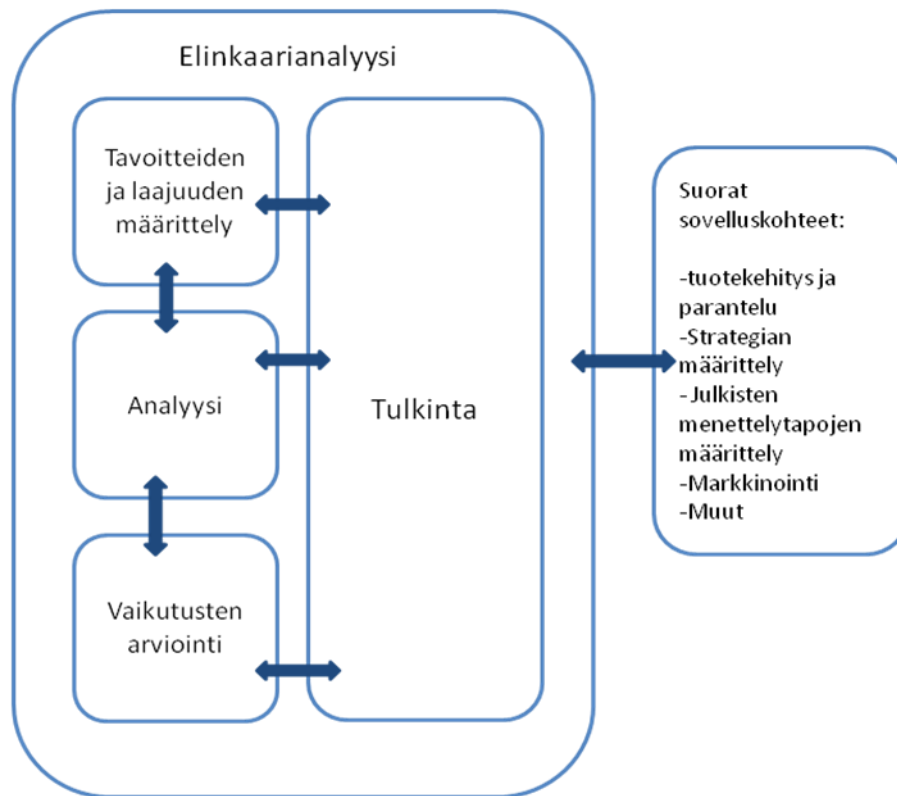 Elinkaarianalyysi
Tavoitteiden
ja laajuuden
määrittely
Analyysi
Vaikutusten
arviointi
Tulkinta
Suorat
sovelluskohteet:
-tuotekehitys ja
parantelu
-Strategian
määrittely
-Julkisten
menettelytapojen
määrittely
-Markkinointi
-Muut